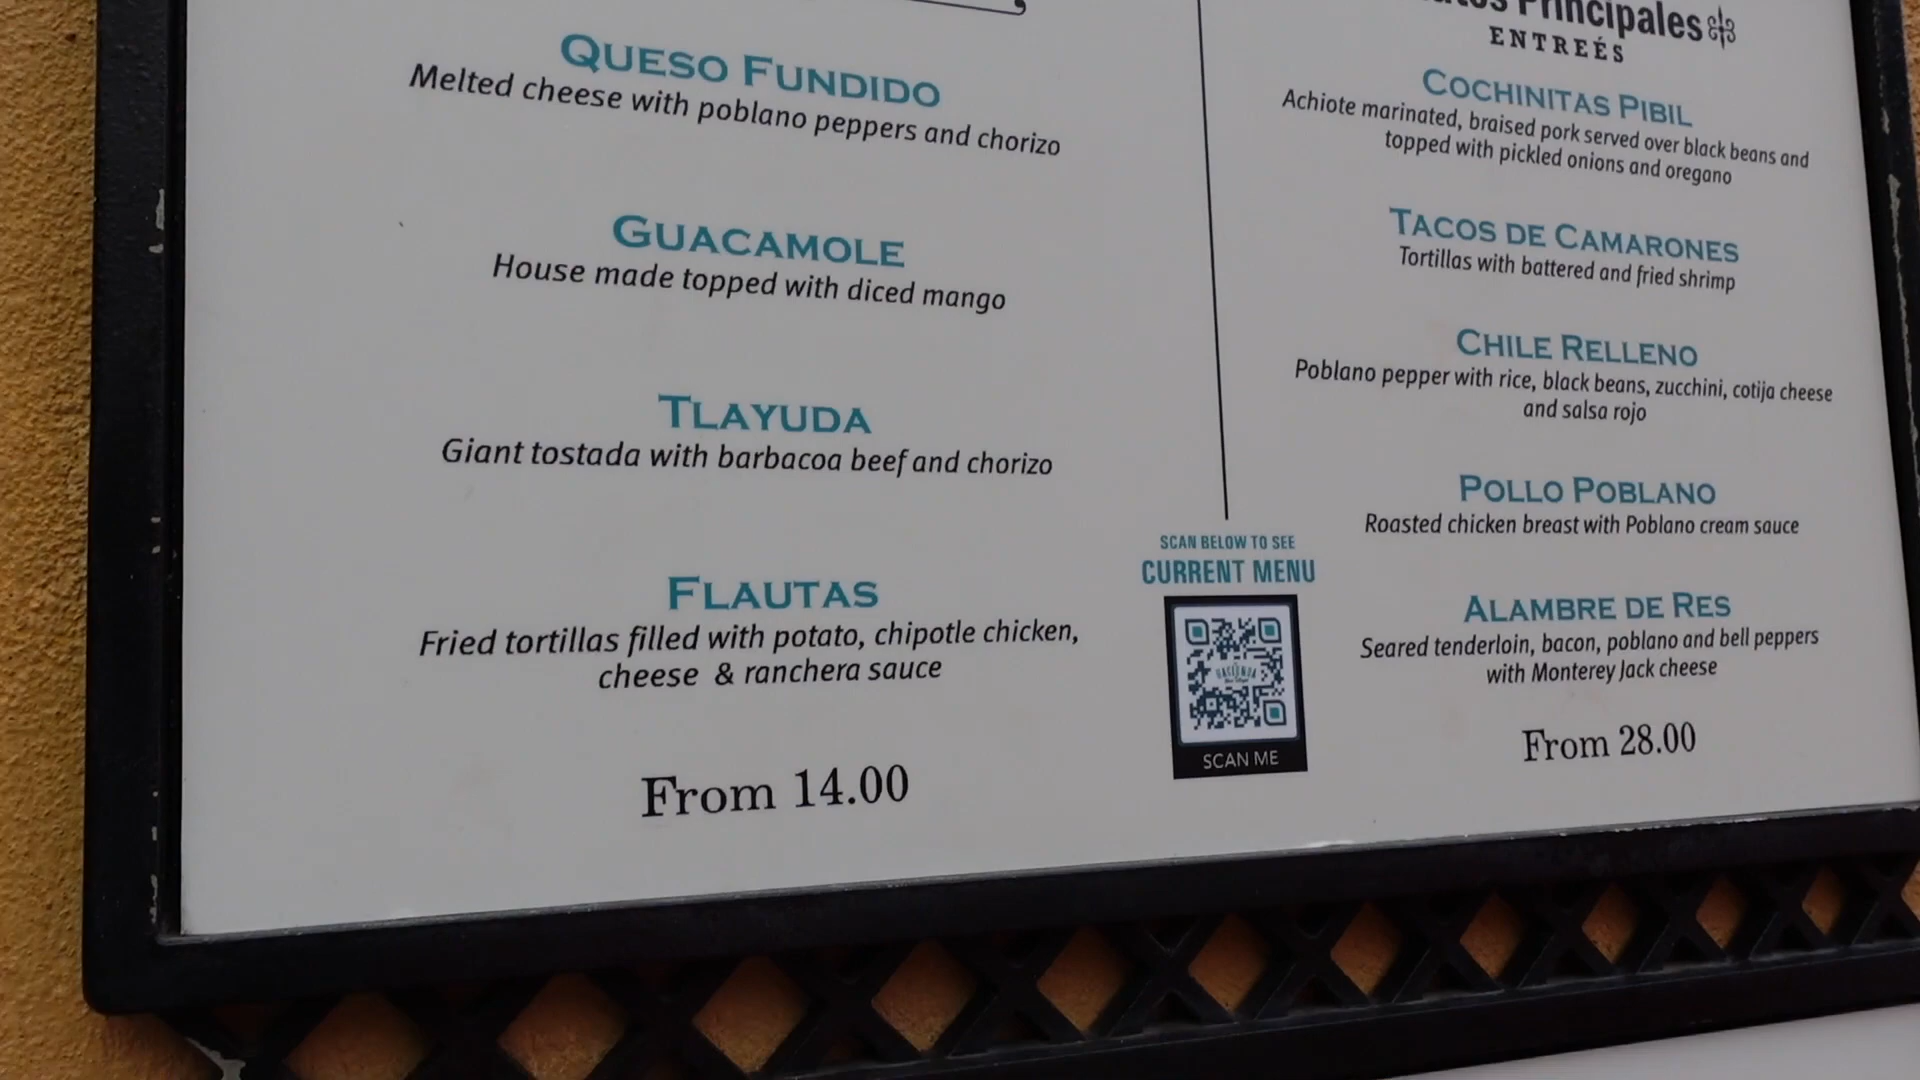 Queso Fundido
Melted cheese with poblano peppers and chorizo
Guacamole
House made topped with diced mango
Tlayuda
Giant tostada with barbacoa beef and chorizo
Flautas
Fried tortillas filled with potato, chipotle chicken,
cheese & ranchera sauce
From 14.00
SCAN BELOW TO SEE
CURRENT MENU
HACIENDA
SCAN ME
Principales
ENTREÉS
Cochinitas Pibil
Achiote marinated, braised pork served over black beans and
topped with pickled onions and oregano
Tacos de Camarones
Tortillas with battered and fried shrimp
Chile Relleno
Poblano pepper with rice, black beans, zucchini, cotija cheese
and salsa rojo
Pollo Poblano
Roasted chicken breast with Poblano cream sauce
Alambre de Res
Seared tenderloin, bacon, poblano and bell peppers
with Monterey Jack cheese
From 28.00